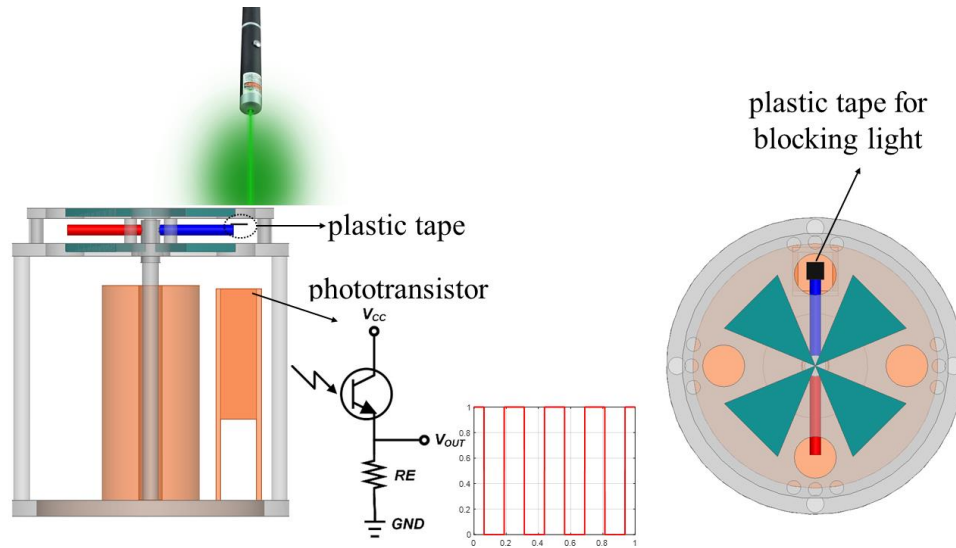 plastic tape for
blocking light
plastic tape
phototransistor
VCC
VOUT
RE
GND
1
0.8
0.6
0.4
0.2
0
0 0.2 0.4 0.6 0.8 1